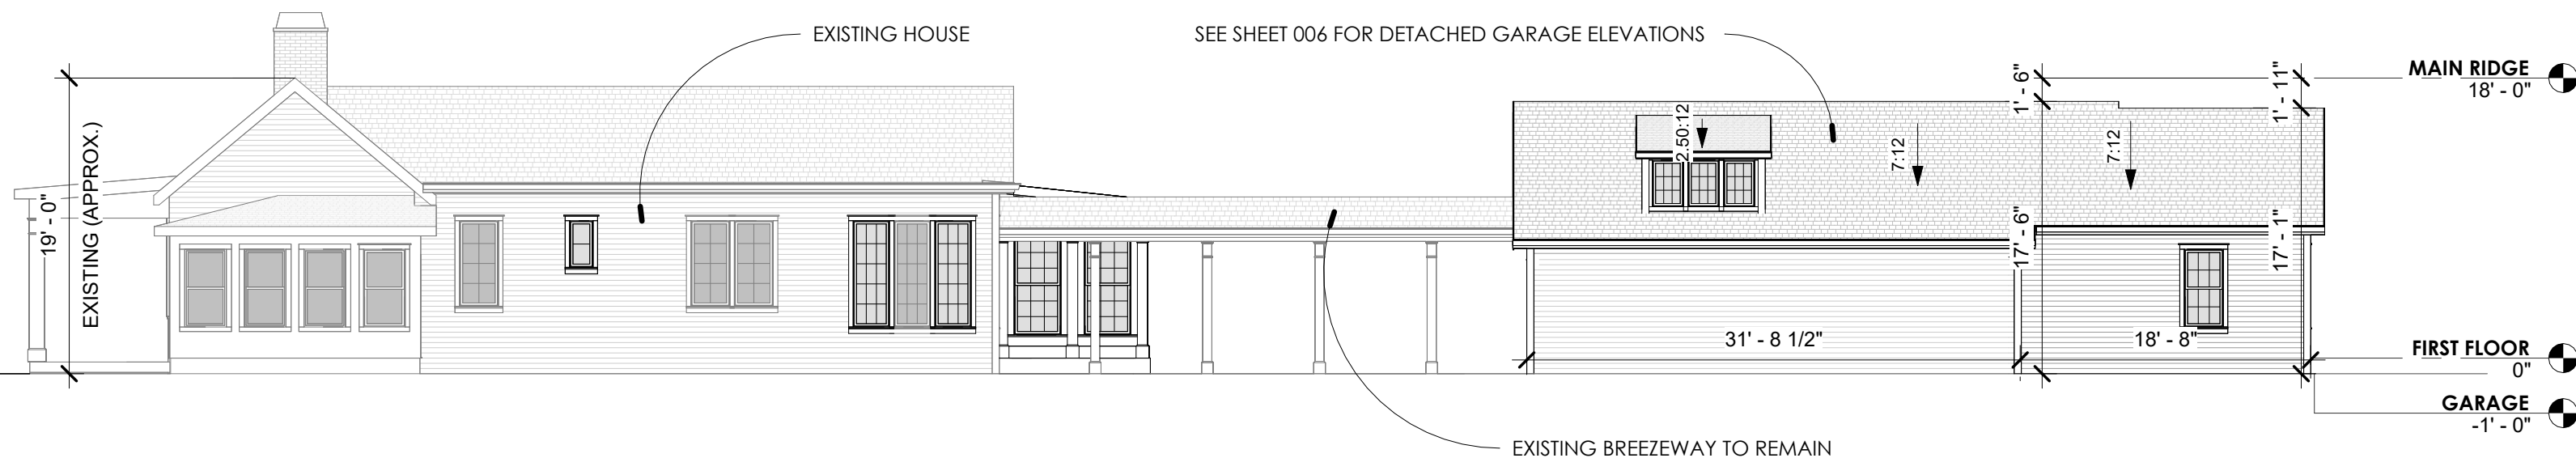 EXISTING HOUSE
SEE SHEET 006 FOR DETACHED GARAGE ELEVATIONS
MAIN RIDGE
18' - 0"
1' - 6"
1' - 11"
19' - 0"
EXISTING (APPROX.)
2.50:12
7:12
7:12
17' - 6"
17' - 1"
31' - 8 1/2"
18' - 8"
FIRST FLOOR
0"
GARAGE
-1' - 0"
EXISTING BREEZEWAY TO REMAIN